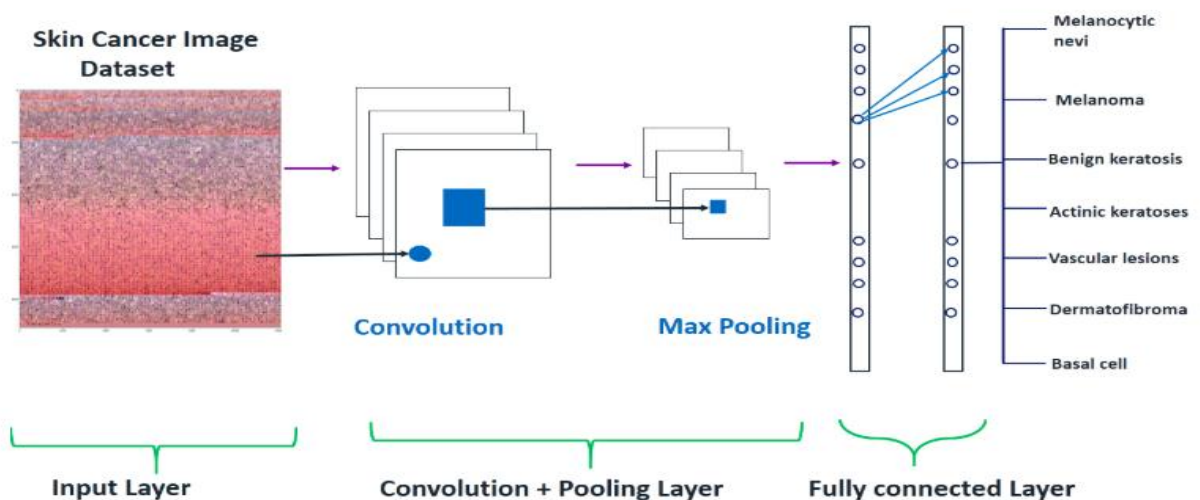 Skin Cancer Image
Dataset
Convolution
Max Pooling
Melanocytic
nevi
Melanoma
Benign keratosis
Actinic keratoses
Vascular lesions
Dermatofibroma
Basal cell
Input Layer
Convolution + Pooling Layer
Fully connected Layer